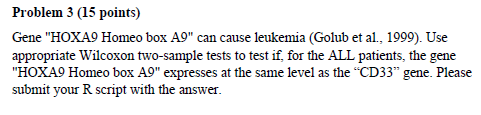 Problem 3 (15 points)
Gene "HOXA9 Homeo box A9" can cause leukemia (Golub et al., 1999). Use
appropriate Wilcoxon two-sample tests to test if, for the ALL patients, the gene
"HOXA9 Homeo box A9" expresses at the same level as the “CD33” gene. Please
submit your R script with the answer.